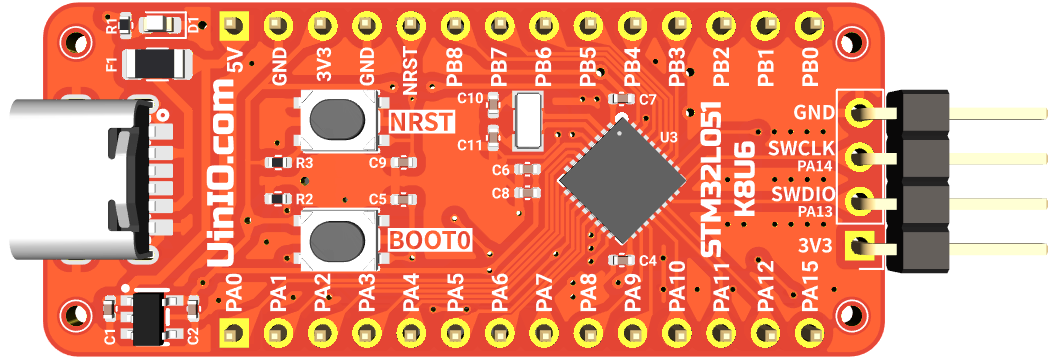 R1
D1
F1
5V
GND
3V3
GND
NRST
PB8
PB7
PB6
PB5
PB4
PB3
PB2
PB1
PB0
UinIO.com
NRST
BOOT0
R3
R2
C9
C5
C10
C11
C6
C8
C7
U3
C4
STM32L051
K8U6
GND
SWCLK
PA14
SWDIO
PA13
3V3
C1
C2
PA0
PA1
PA2
PA3
PA4
PA5
PA6
PA7
PA8
PA9
PA10
PA11
PA12
PA15